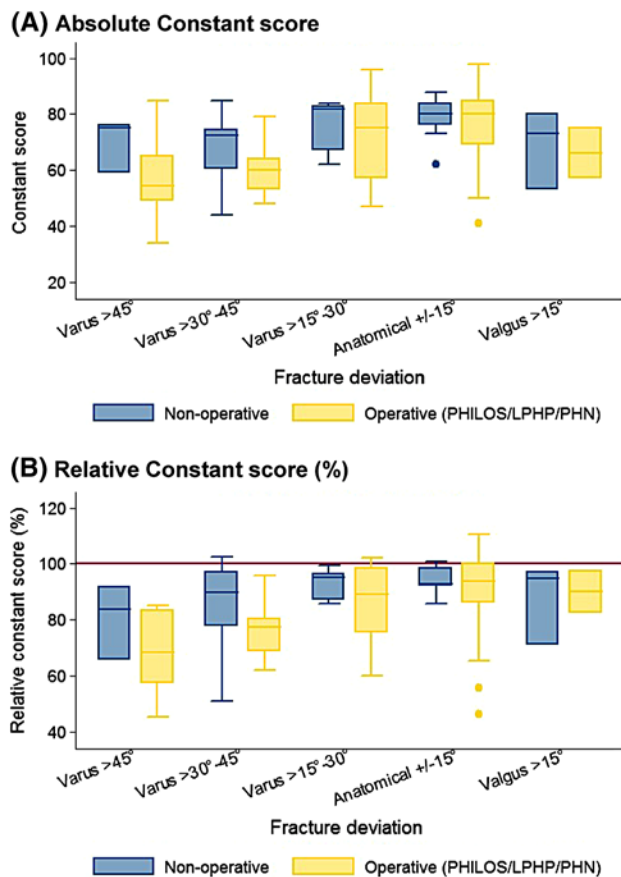 (A) Absolute Constant score
Constant score
100
80
60
40
20
Varus >45°
Varus >30°-45°
Varus >15°-30°
Anatomical +/-15°
Valgus >15°
Fracture deviation
Non-operative
Operative (PHILOS/LPHP/PHN)
(B) Relative Constant score (%)
Relative constant score (%)
120
100
80
60
40
Varus >45°
Varus >30°-45°
Varus >15°-30°
Anatomical +/-15°
Valgus >15°
Fracture deviation
Non-operative
Operative (PHILOS/LPHP/PHN)